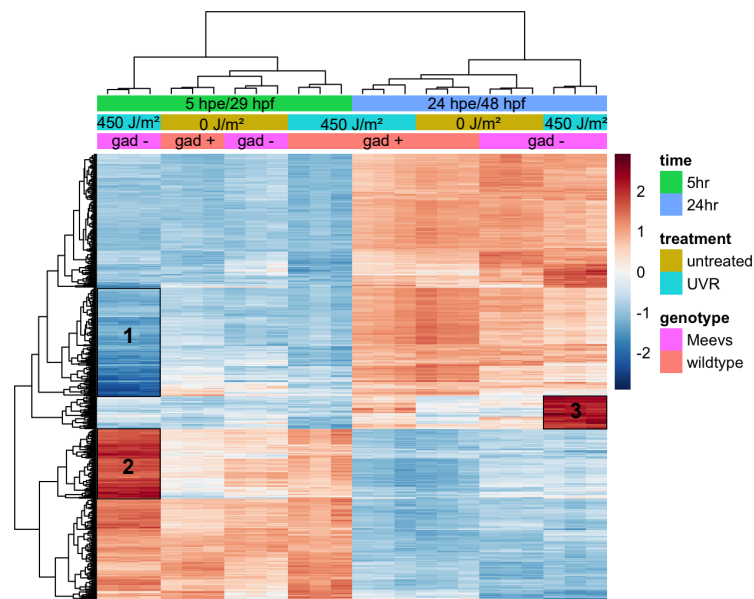 5 hpe/29 hpf 24 hpe/48 hpf
450 J/m² 0 J/m² 450 J/m² 0 J/m² 450 J/m²
gad - gad + gad - gad + gad -
1
2
3
2
1
0
-1
-2
time
5hr
24hr
treatment
untreated
UVR
genotype
Meevs
wildtype